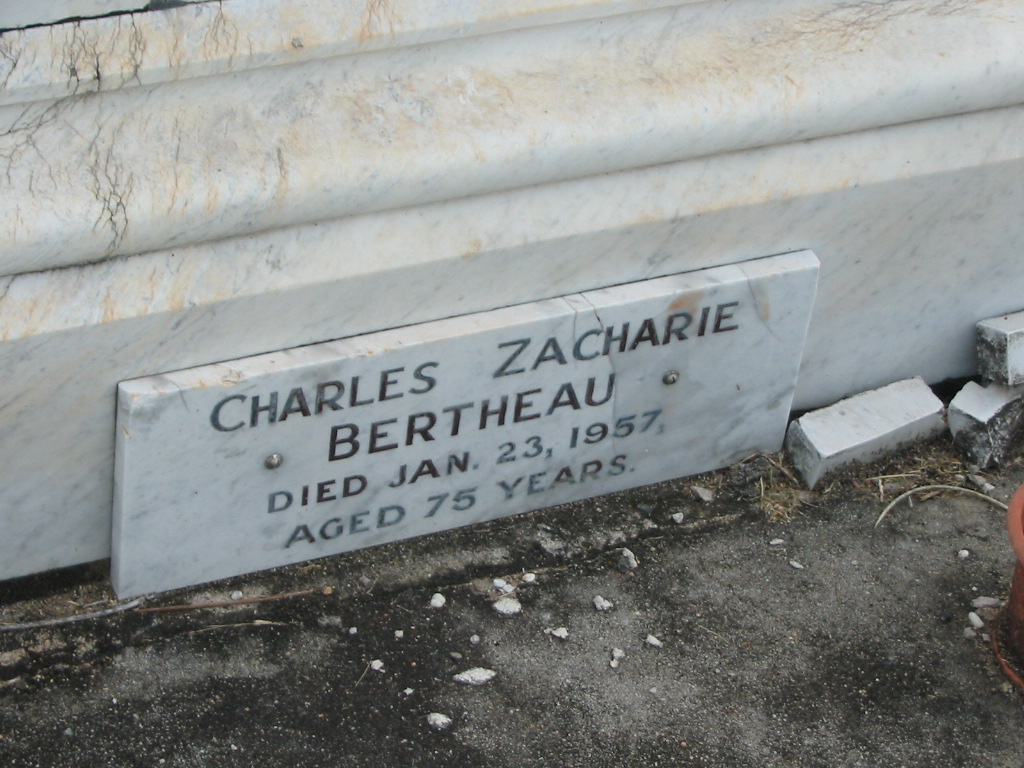 CHARLES ZACHARIE
BERTHEAU
DIED JAN. 23, 1957,
AGED 75 YEARS.